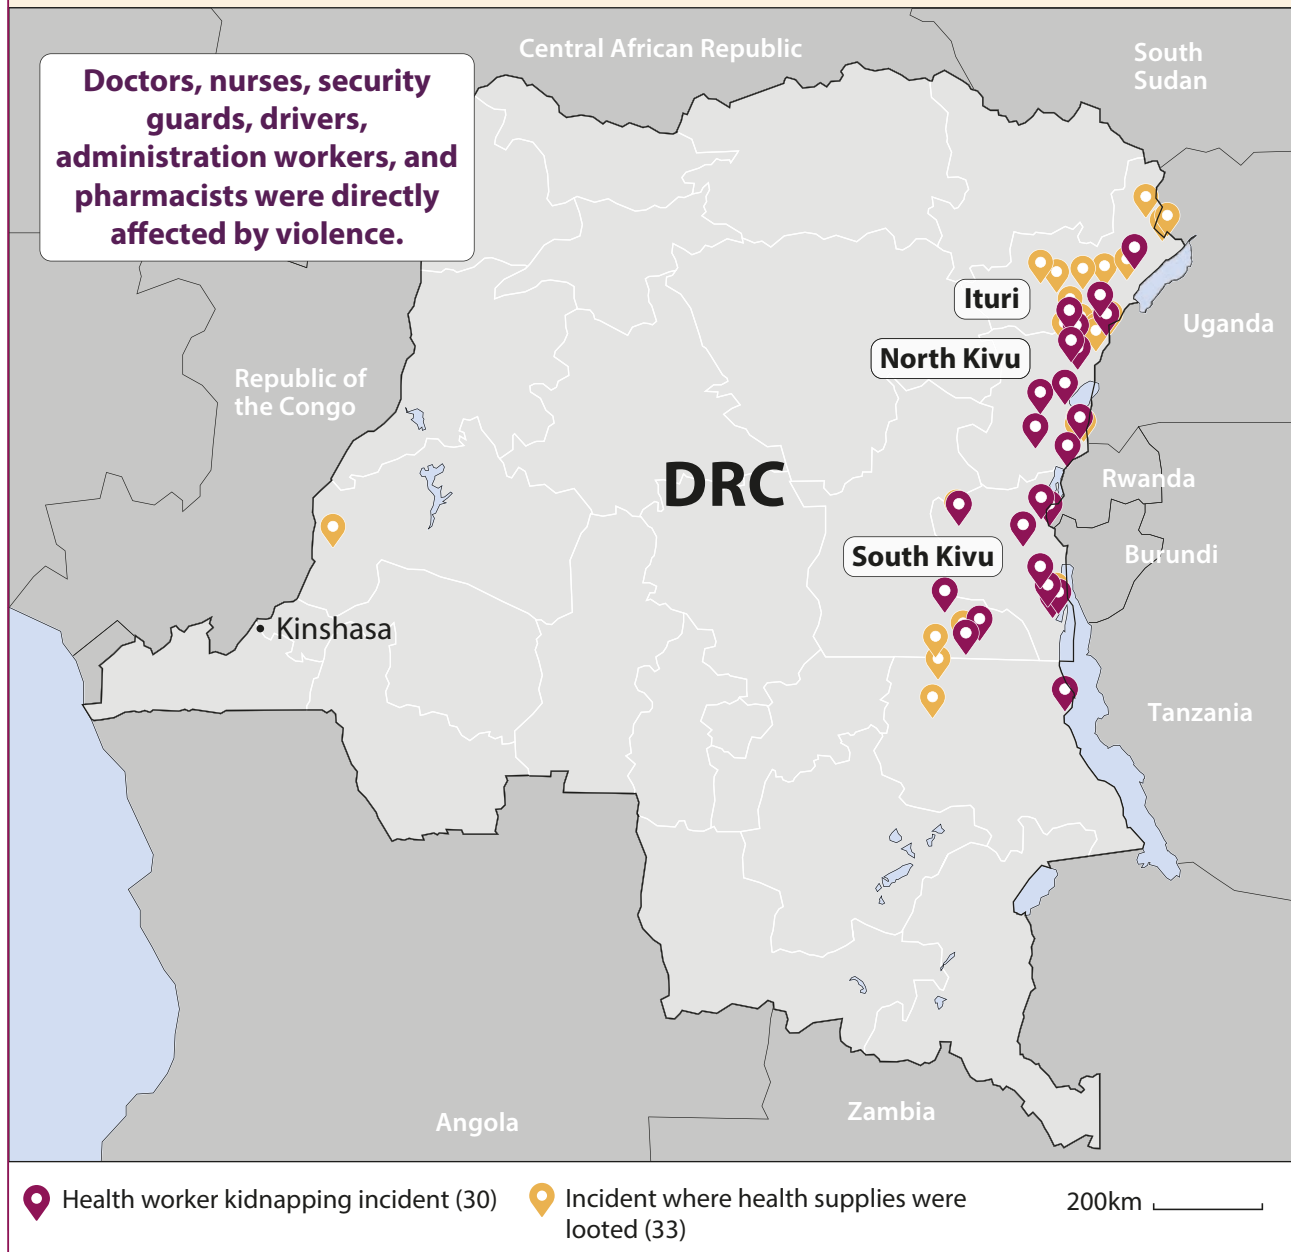 Doctors, nurses, security
guards, drivers,
administration workers, and
pharmacists were directly
affected by violence.
Central African Republic
South
Sudan
Ituri
Uganda
North Kivu
Republic of
the Congo
DRC
Rwanda
South Kivu
Burundi
Kinshasa
Tanzania
Angola
Zambia
Health worker kidnapping incident (30)
Incident where health supplies were
looted (33)
200km